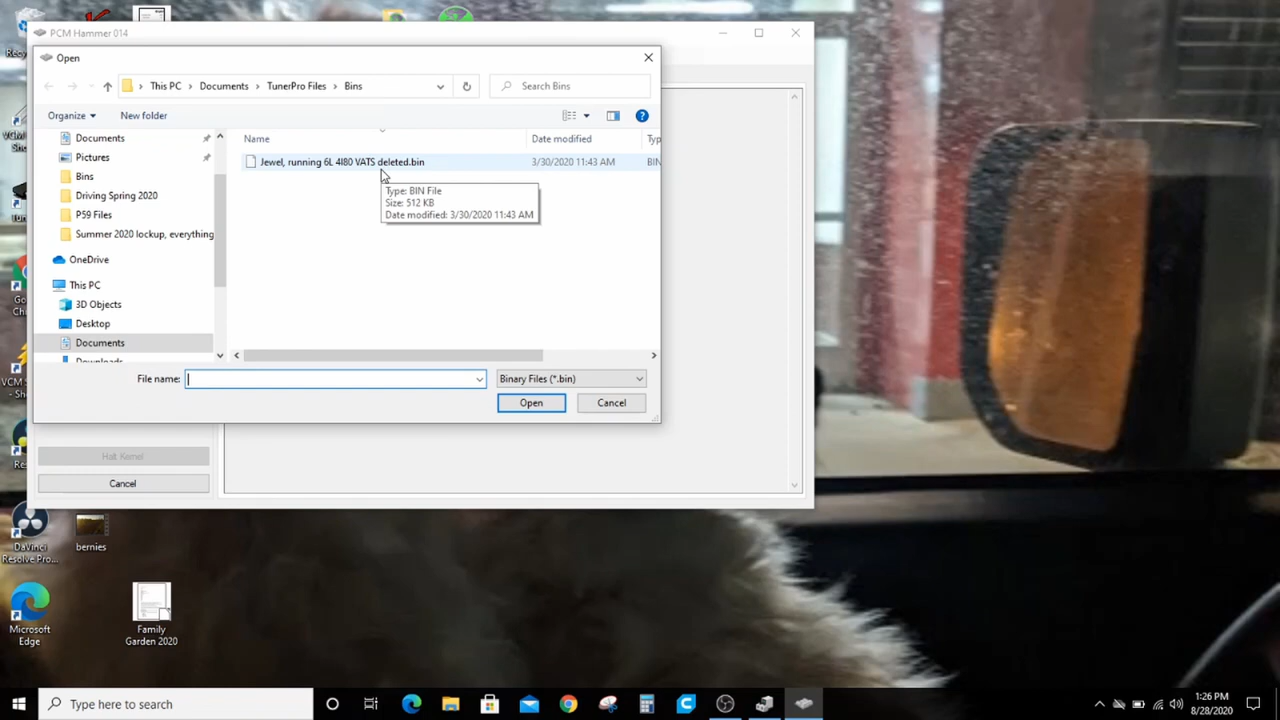 PCM Hammer 014
Open
This PC
Documents
TunerPro Files
Bins
Search Bins
Organize
New folder
Name
Date modified
Documents
Pictures
Bins
Driving Spring 2020
P59 Files
Summer 2020 lockup, everything
OneDrive
This PC
3D Objects
Desktop
Documents
Downloads
Jewel, running 6L 4l80 VATS deleted.bin
3/30/2020 11:43 AM
BIN
Type: BIN File
Size: 512 KB
Date modified: 3/30/2020 11:43 AM
File name:
Binary Files (*.bin)
Open
Cancel
Halt Kernel
Cancel
DaVinci
Resolve Pro...
bernies
Microsoft
Edge
Family
Garden 2020
Type here to search
1:26 PM
8/28/2020